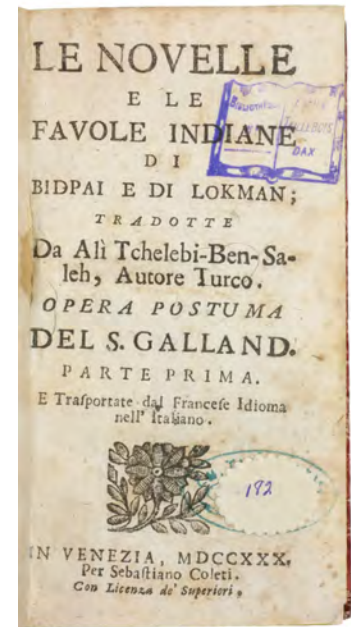 LE NOVELLE
E LE
FAVOLE INDIANE
DI
BIDPAI E DI LOKMAN;
TRADOTTE
Da Alì Tchelebi-Ben-Sa-
leh, Autore Turco.
OPERA POSTUMA
DEL S. GALLAND.
PARTE PRIMA.
E Traſportate dal Franceſe Idioma
nell' Italiano.
192
IN VENEZIA, MDCCXXX.
Per Sebaſtiano Coleti.
Con Licenza de' Superiori.
DAX